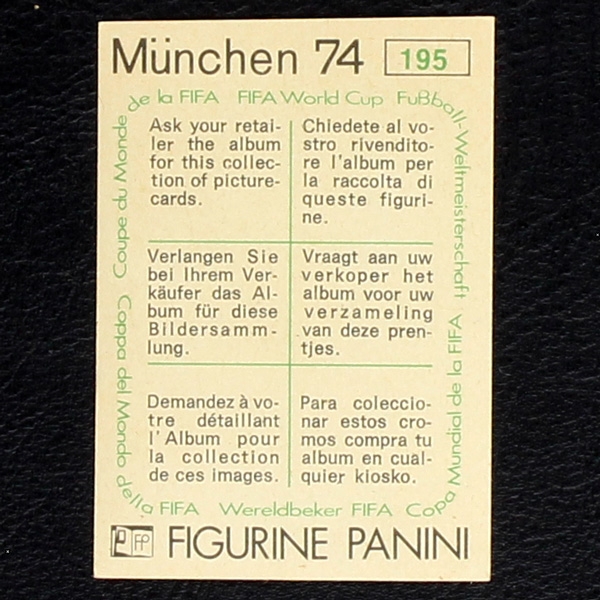 München 74 195
de la FIFA FIFA World Cup Fußball-Weltmeisterschaft
Ask your retai-
ler the album
for this collec-
tion of picture-
cards.
Chiedete al vo-
stro rivendito-
re l'album per
la raccolta di
queste figuri-
ne.
Verlangen Sie
bei Ihrem Ver-
käufer das Al-
bum für diese
Bildersamm-
lung.
Vraagt aan uw
verkoper het
album voor uw
verzameling
van deze pren-
tjes.
Demandez à vo-
tre détaillant
l'Album pour
la collection
de ces images.
Para coleccio-
nar estos cro-
mos compra tu
album en cual-
quier kiosko.
Coupe du Monde
Coppa del Mondo della FIFA Wereldbeker FIFA Copa Mundial de la FIFA
FP FIGURINE PANINI